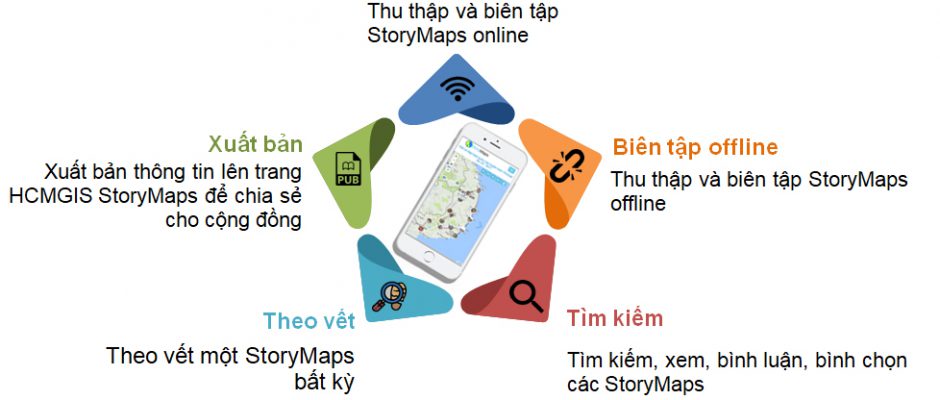 Thu thập và biên tập
StoryMaps online
Xuất bản
Xuất bản thông tin lên trang
HCMGIS StoryMaps để chia sẻ
cho cộng đồng
PUB
Biên tập offline
Thu thập và biên tập StoryMaps
offline
Theo vết
Theo vết một StoryMaps
bất kỳ
Tìm kiếm
Tìm kiếm, xem, bình luận, bình chọn
các StoryMaps